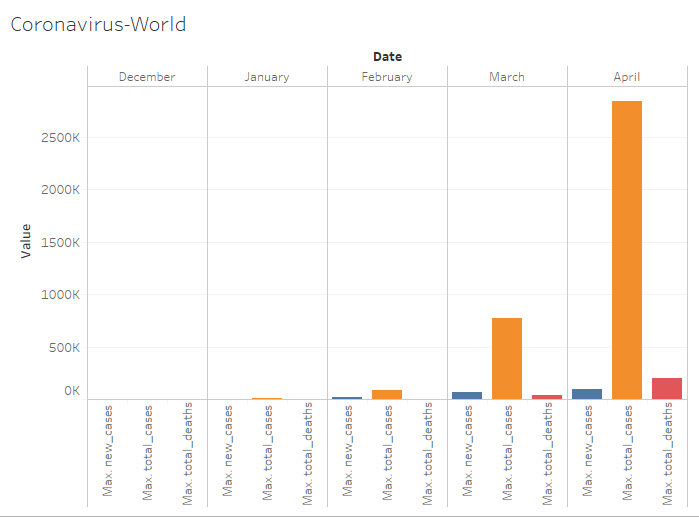 Coronavirus-World
Date
December
January
February
March
April
Value
2500K
2000K
1500K
1000K
500K
0K
Max. new_cases
Max. total_cases
Max. total_deaths
Max. new_cases
Max. total_cases
Max. total_deaths
Max. new_cases
Max. total_cases
Max. total_deaths
Max. new_cases
Max. total_cases
Max. total_deaths
Max. new_cases
Max. total_cases
Max. total_deaths